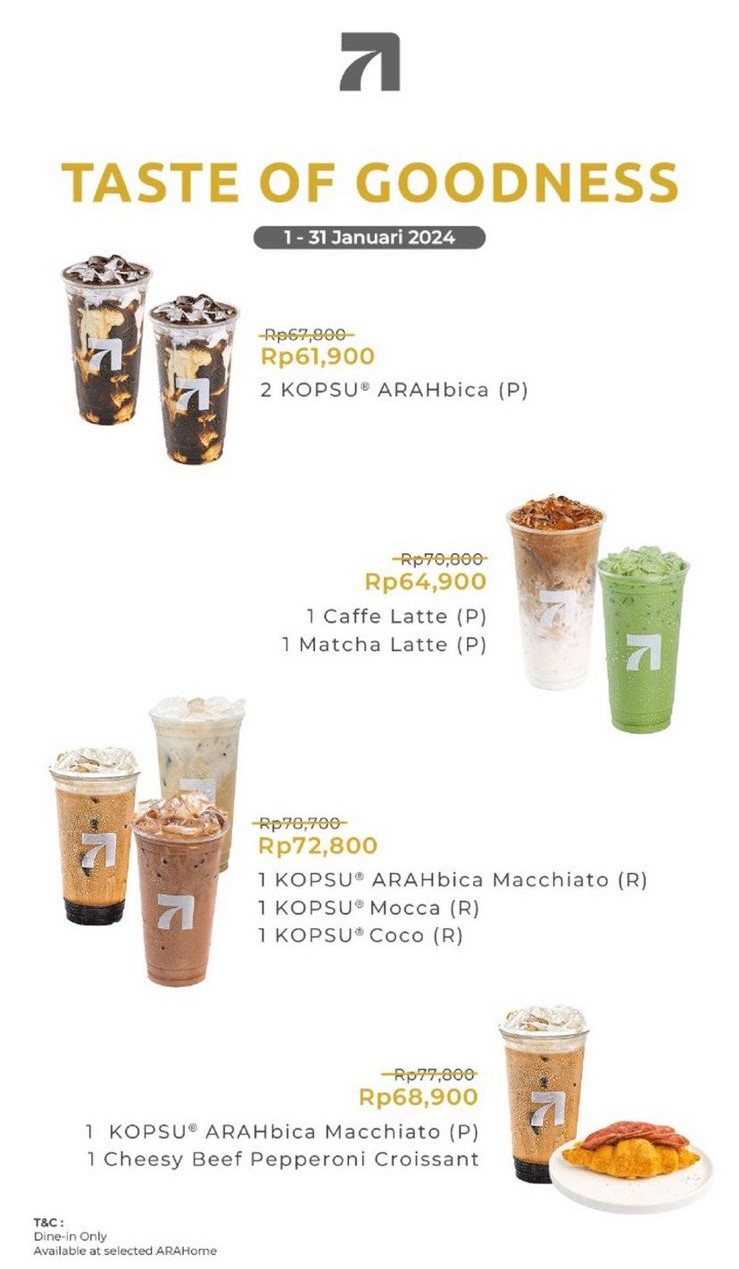 TASTE OF GOODNESS
1 - 31 Januari 2024
Rp67,800
Rp61,900
2 KOPSU® ARAHbica (P)
Rp70,800
Rp64,900
1 Caffe Latte (P)
1 Matcha Latte (P)
Rp78,700
Rp72,800
1 KOPSU® ARAHbica Macchiato (R)
1 KOPSU® Mocca (R)
1 KOPSU® Coco (R)
Rp77,800
Rp68,900
1 KOPSU® ARAHbica Macchiato (P)
1 Cheesy Beef Pepperoni Croissant
T&C :
Dine-in Only
Available at selected ARAHome